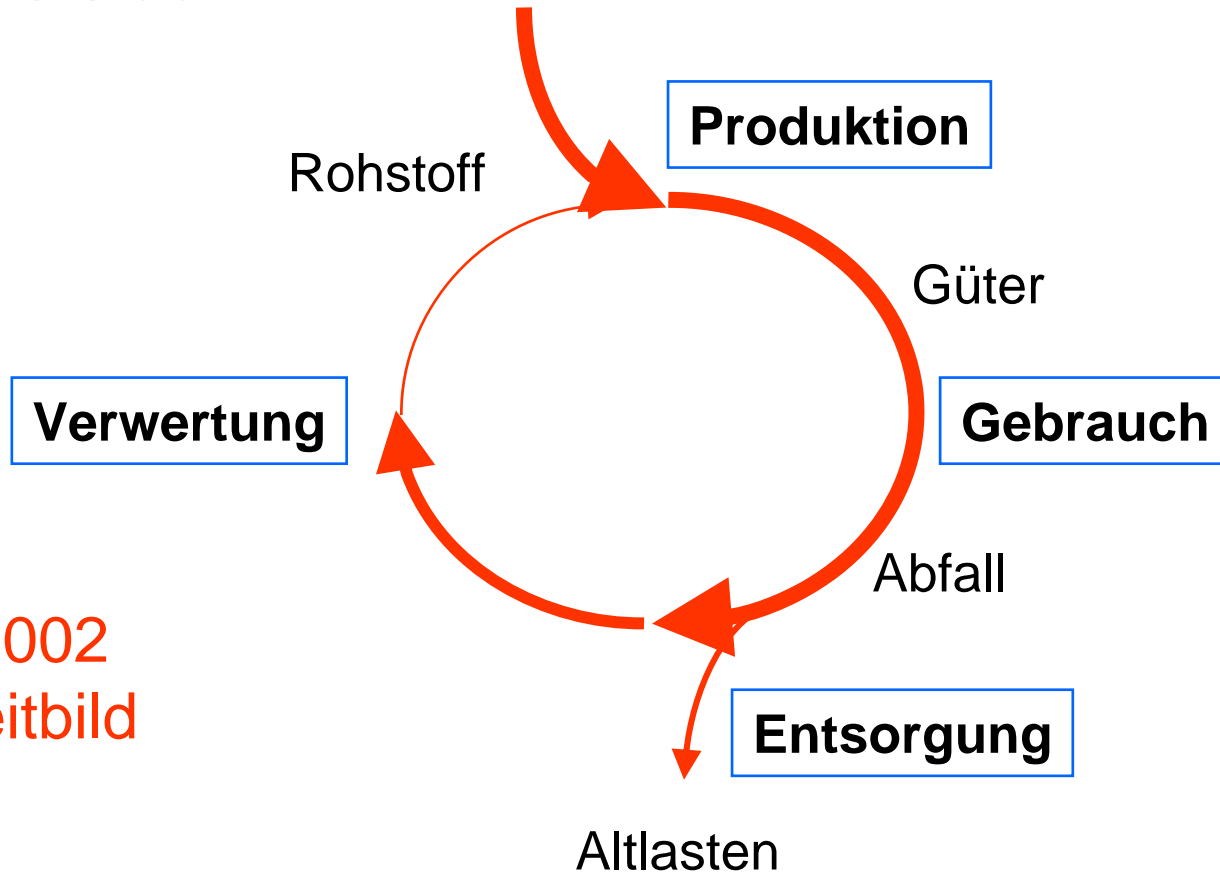 Produktion
Rohstoff
Güter
Verwertung
Gebrauch
Abfall
002
eitbild
Entsorgung
Altlasten